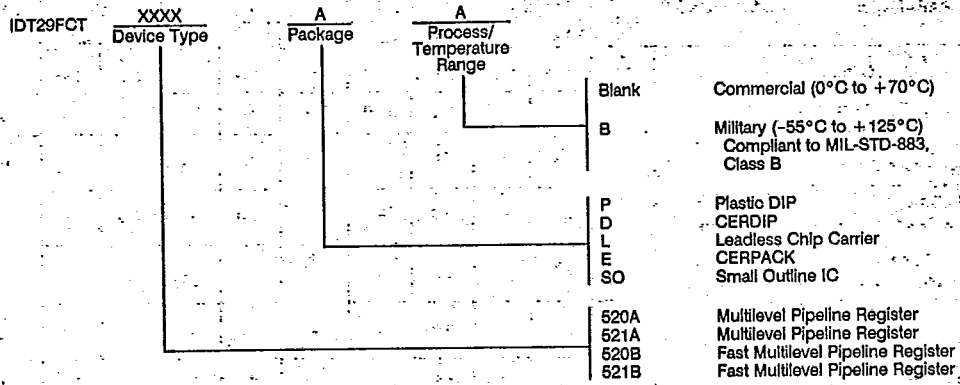 IDT29FCT XXXX A A
Device Type Package Process/
Temperature
Range
Blank Commercial (0°C to +70°C)
B Military (–55°C to +125°C)
Compliant to MIL-STD-883,
Class B
P Plastic DIP
D CERDIP
L Leadless Chip Carrier
E CERPACK
SO Small Outline IC
520A Multilevel Pipeline Register
521A Multilevel Pipeline Register
520B Fast Multilevel Pipeline Register
521B Fast Multilevel Pipeline Register